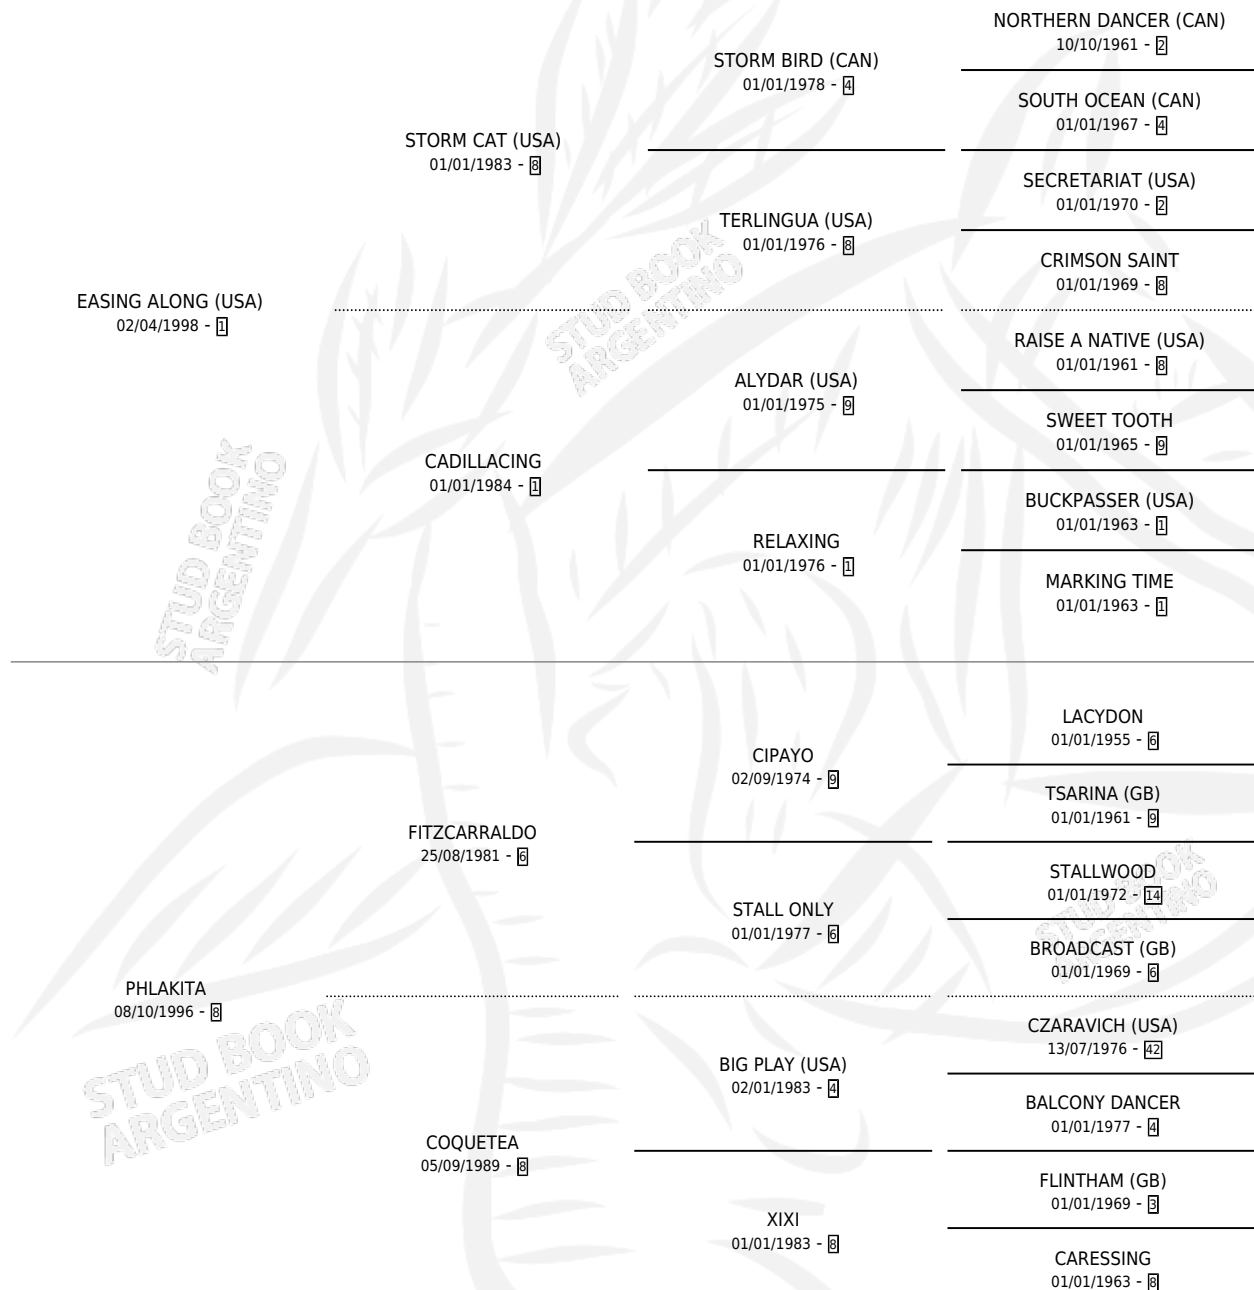 NORTHERN DANCER (CAN)
10/10/1961 - 2
STORM BIRD (CAN)
01/01/1978 - 4
SOUTH OCEAN (CAN)
01/01/1967 - 4
STORM CAT (USA)
01/01/1983 - 8
SECRETARIAT (USA)
01/01/1970 - 2
TERLINGUA (USA)
01/01/1976 - 8
CRIMSON SAINT
01/01/1969 - 8
EASING ALONG (USA)
02/04/1998 - 1
RAISE A NATIVE (USA)
01/01/1961 - 8
ALYDAR (USA)
01/01/1975 - 9
SWEET TOOTH
01/01/1965 - 9
CADILLACING
01/01/1984 - 1
BUCKPASSER (USA)
01/01/1963 - 1
RELAXING
01/01/1976 - 1
MARKING TIME
01/01/1963 - 1
LACYDON
01/01/1955 - 6
CIPAYO
02/09/1974 - 9
TSARINA (GB)
01/01/1961 - 9
FITZCARRALDO
25/08/1981 - 6
STALLWOOD
01/01/1972 - 14
STALL ONLY
01/01/1977 - 6
BROADCAST (GB)
01/01/1969 - 6
PHLAKITA
08/10/1996 - 8
CZARAVICH (USA)
13/07/1976 - 42
BIG PLAY (USA)
02/01/1983 - 4
BALCONY DANCER
01/01/1977 - 4
COQUETEA
05/09/1989 - 8
FLINTHAM (GB)
01/01/1969 - 3
XIXI
01/01/1983 - 8
CARESSING
01/01/1963 - 8
STUD BOOK
ARGENTINO
STUD BOOK
ARGENTINO
STUD BOOK
ARGENTINO
STUD BOOK
ARGENTINO